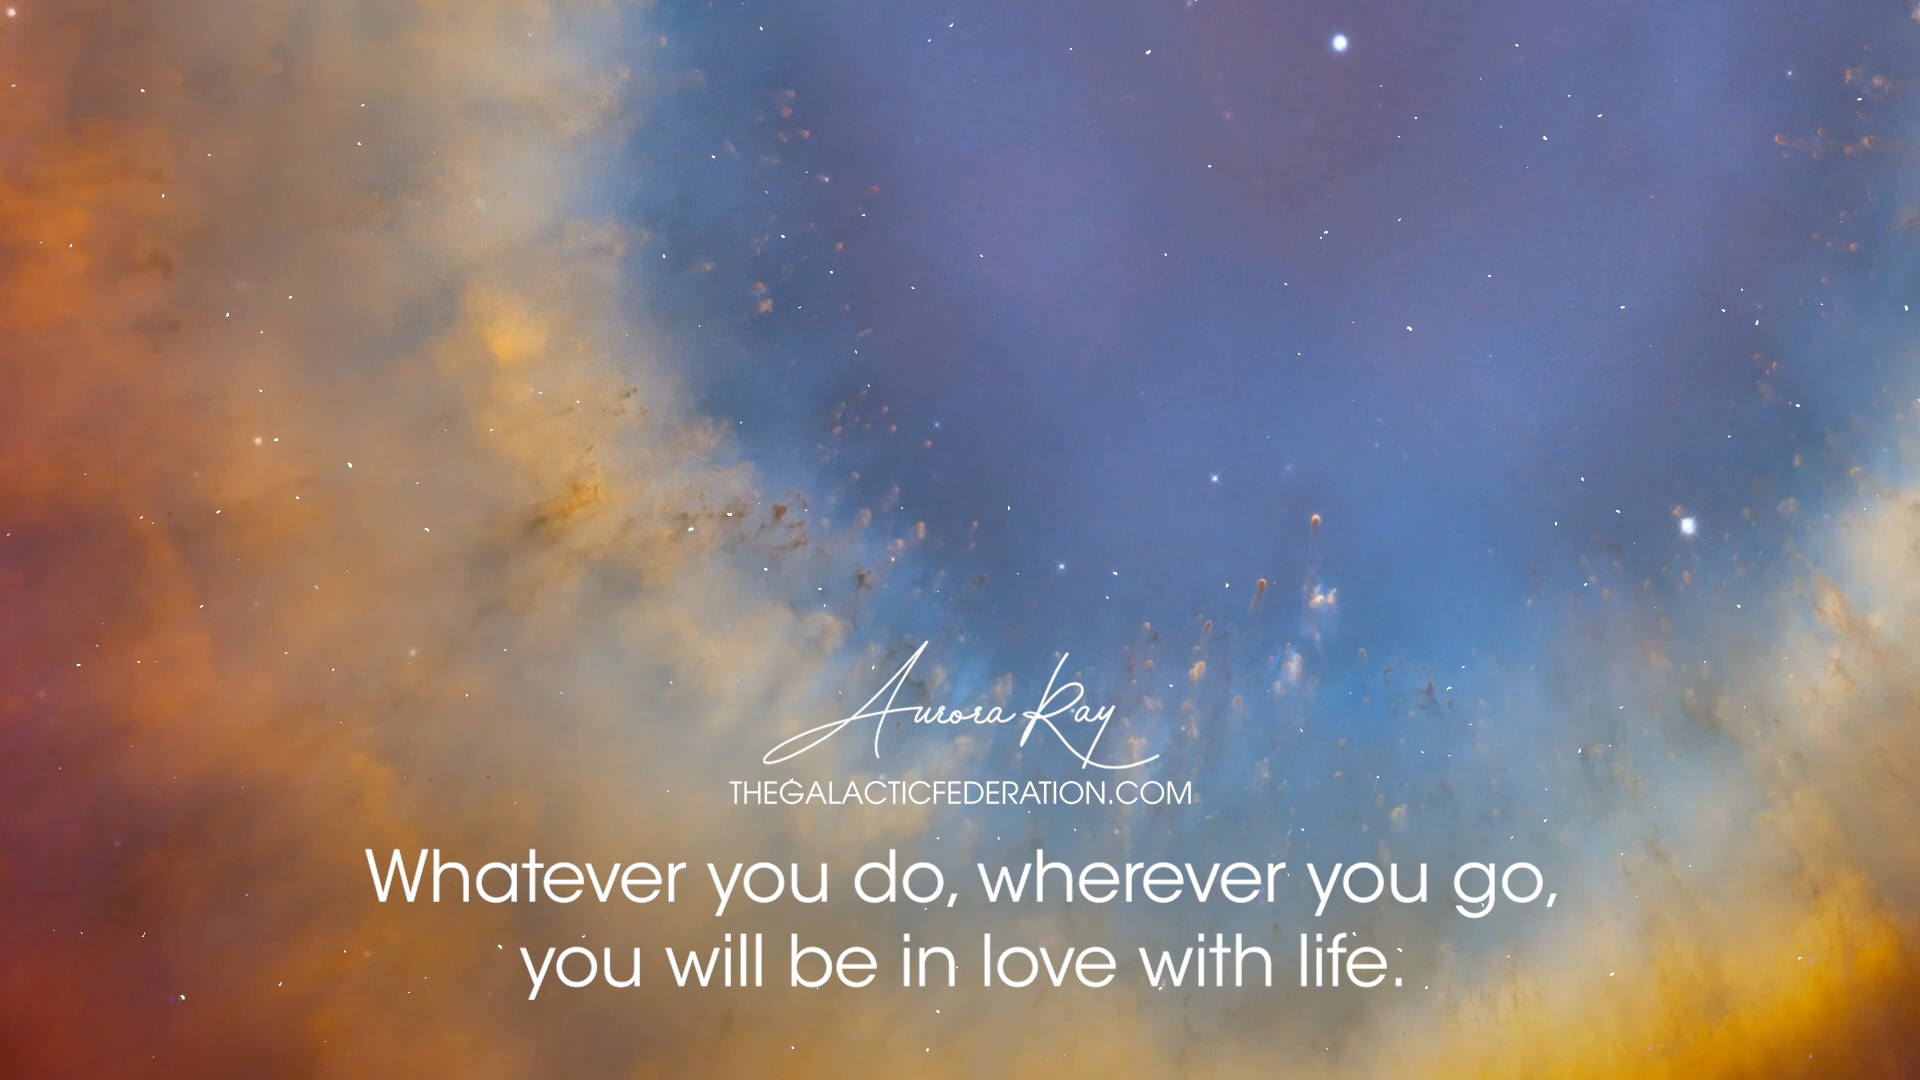 Aurora Ray
THEGALACTICFEDERATION.COM
Whatever you do, wherever you go,
you will be in love with life.